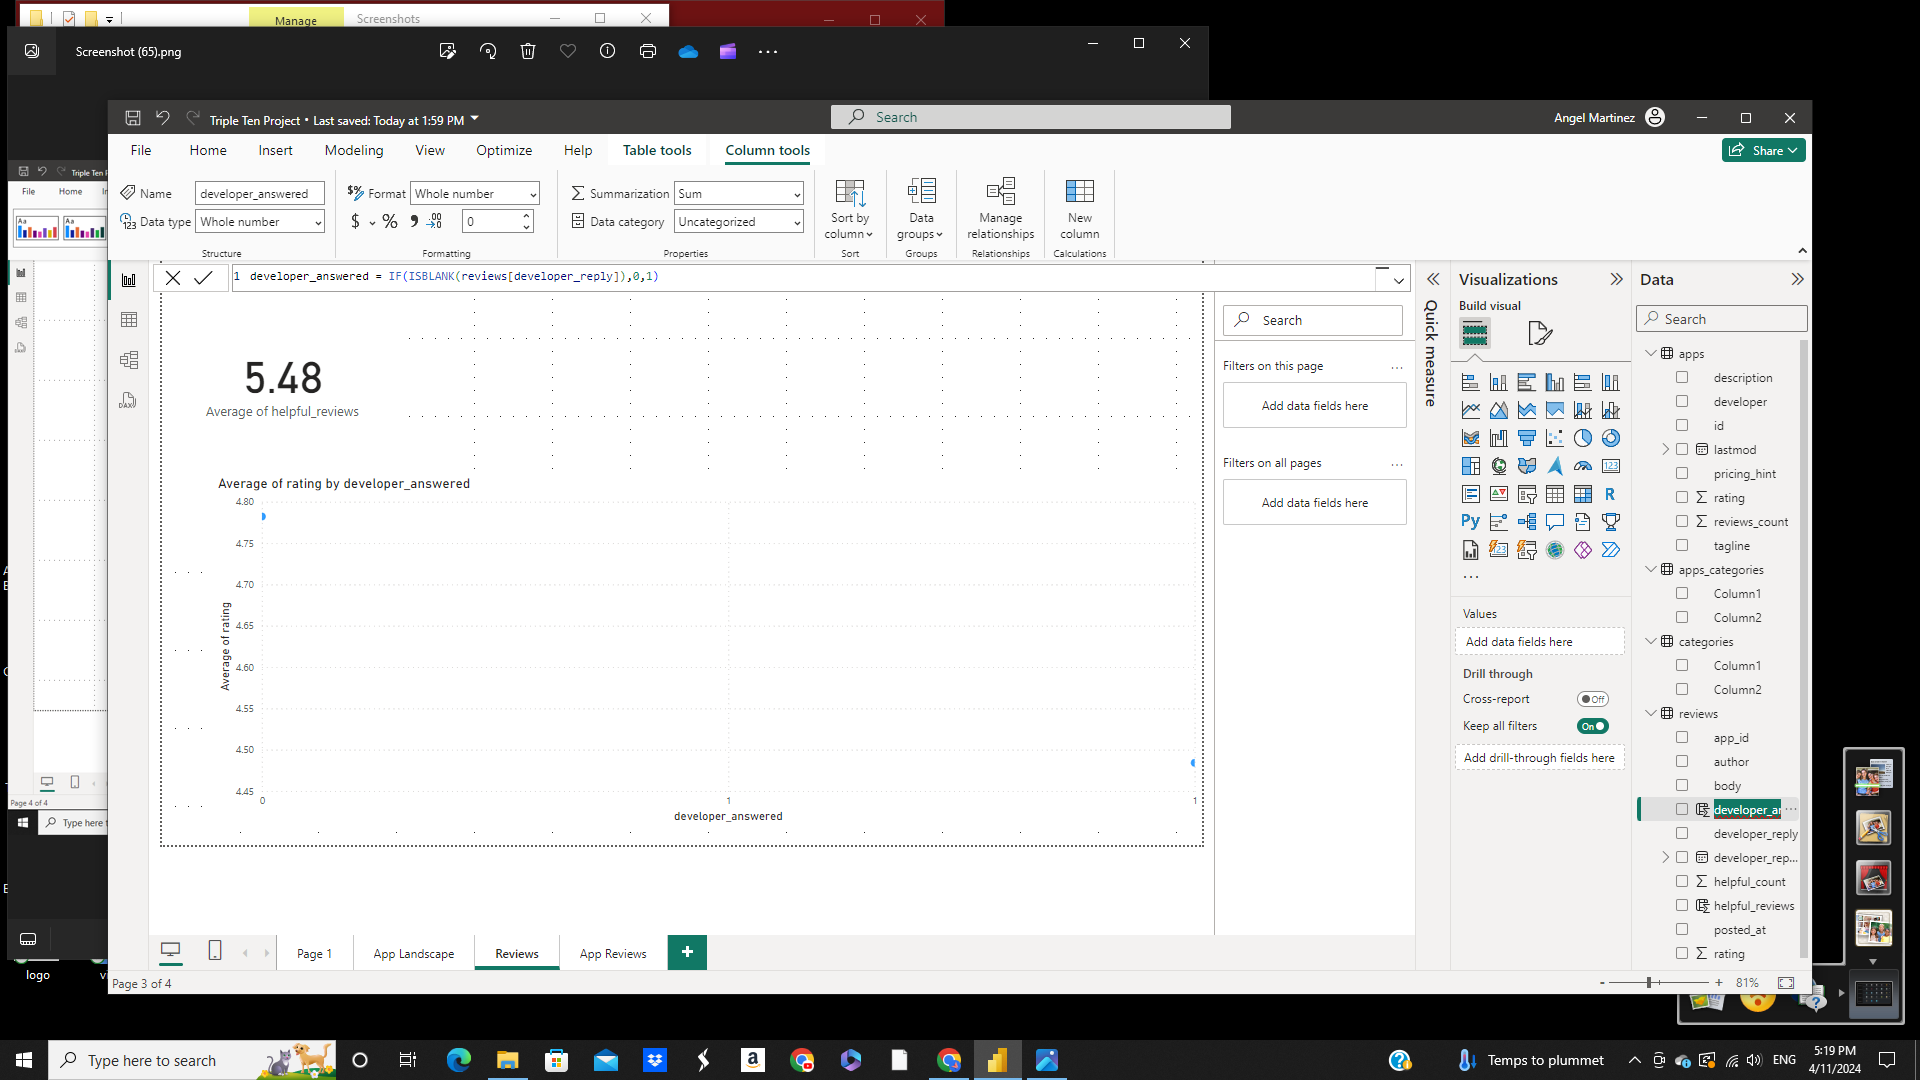 Manage
Screenshots
Screenshot (65).png
Triple Ten Project • Last saved: Today at 1:59 PM
Search
Angel Martinez
File
Home
Insert
Modeling
View
Optimize
Help
Table tools
Column tools
Share
Name
developer_answered
Format
Whole number
Summarization
Sum
Data type
Whole number
$
%
0
Data category
Uncategorized
Sort by
column
Data
groups
Manage
relationships
New
column
Structure
Formatting
Properties
Sort
Groups
Relationships
Calculations
1 developer_answered = IF(ISBLANK(reviews[developer_reply]),0,1)
5.48
Average of helpful_reviews
Average of rating by developer_answered
Average of rating
4.80
4.75
4.70
4.65
4.60
4.55
4.50
4.45
0
1
1
developer_answered
Search
Filters on this page
Add data fields here
Filters on all pages
Add data fields here
Quick measure
Visualizations
Build visual
Values
Add data fields here
Drill through
Cross-report
Off
Keep all filters
On
Add drill-through fields here
Data
Search
apps
description
developer
id
lastmod
pricing_hint
rating
reviews_count
tagline
apps_categories
Column1
Column2
categories
Column1
Column2
reviews
app_id
author
body
developer_ar
developer_reply
developer_rep...
helpful_count
helpful_reviews
posted_at
rating
Page 1
App Landscape
Reviews
App Reviews
Page 3 of 4
81%
Triple Ten P
File
Home
Page 4 of 4
Type here t
logo
Type here to search
Temps to plummet
ENG
5:19 PM
4/11/2024